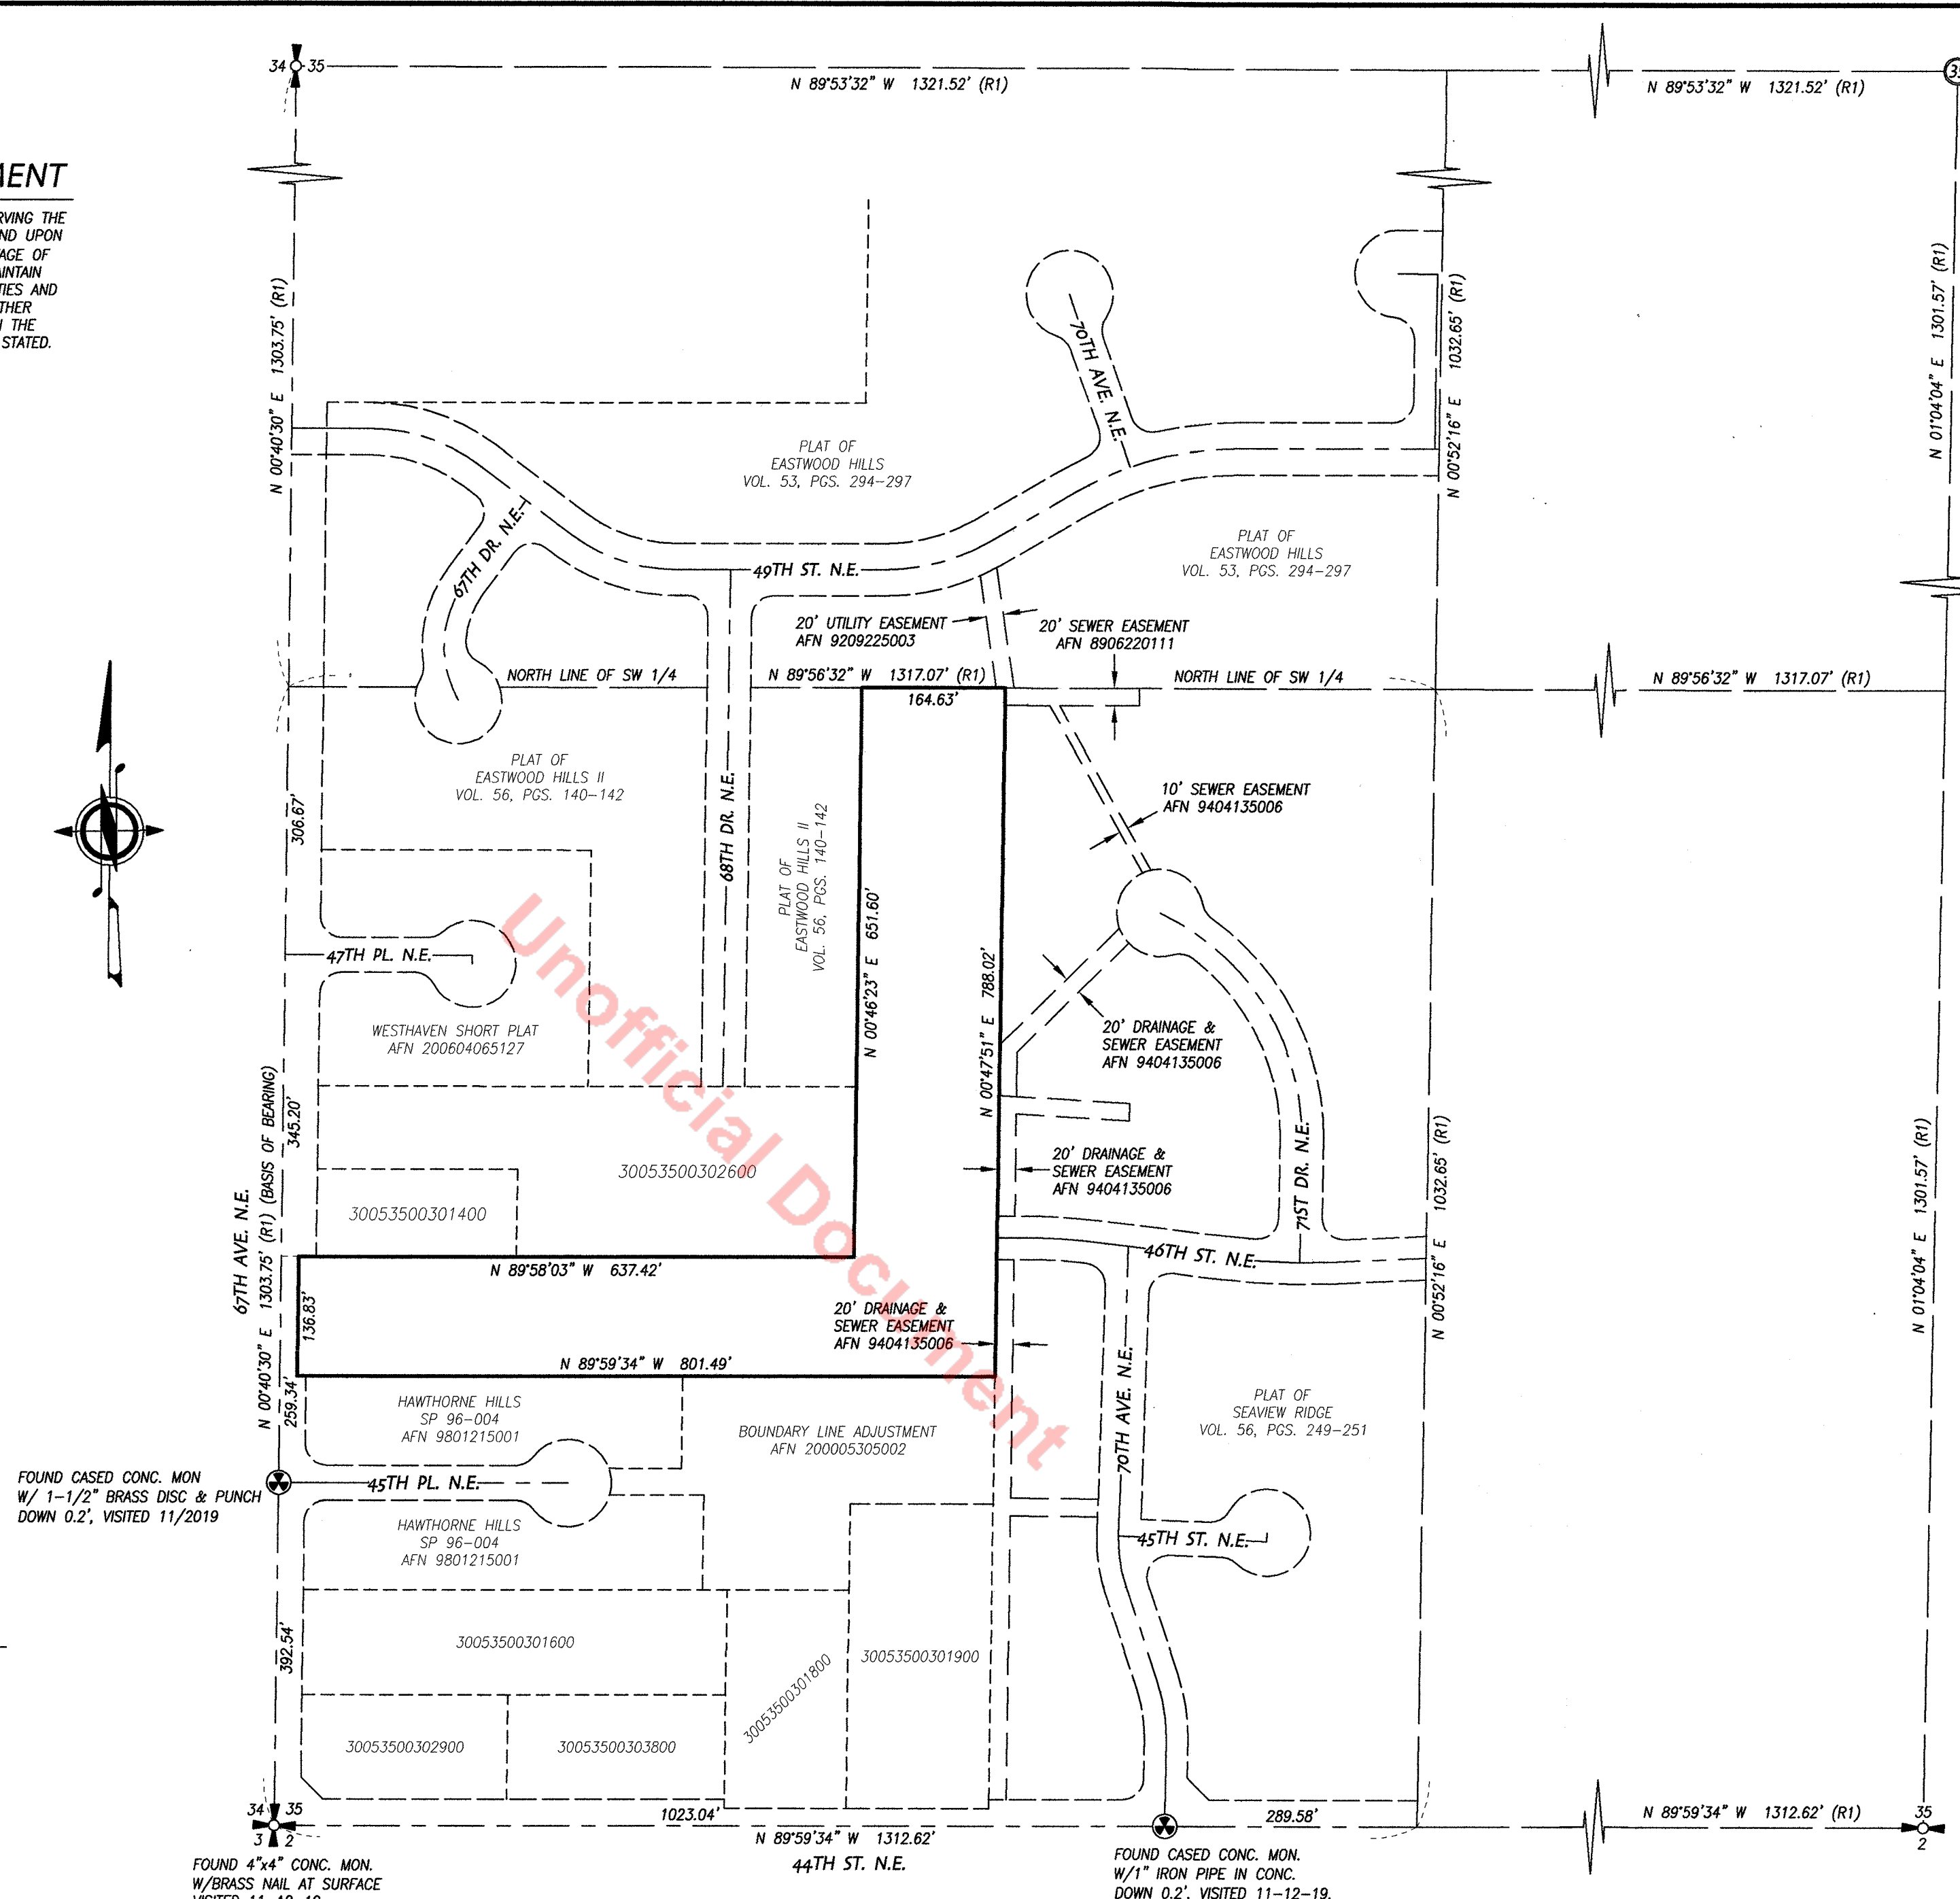 34 35
N 89°53'32" W 1321.52' (R1)
N 89°53'32" W 1321.52' (R1)
MENT
RVING THE
ND UPON
AGE OF
AINTAIN
TIES AND
THER
N THE
STATED.
N 00°40'30" E 1303.75' (R1)
N 00°52'16" E 1032.65' (R1)
N 01°04'04" E 1301.57' (R1)
70TH AVE. N.E.
PLAT OF
EASTWOOD HILLS
VOL. 53, PGS. 294-297
67TH DR. N.E.
49TH ST. N.E.
PLAT OF
EASTWOOD HILLS
VOL. 53, PGS. 294-297
20' UTILITY EASEMENT
AFN 9209225003
20' SEWER EASEMENT
AFN 8906220111
NORTH LINE OF SW 1/4
N 89°56'32" W 1317.07' (R1)
NORTH LINE OF SW 1/4
N 89°56'32" W 1317.07' (R1)
164.63'
PLAT OF
EASTWOOD HILLS II
VOL. 56, PGS. 140-142
306.67'
68TH DR. N.E.
PLAT OF
EASTWOOD HILLS II
VOL. 56, PGS. 140-142
10' SEWER EASEMENT
AFN 9404135006
N 00°46'23" E 651.60'
N 00°47'51" E 788.02'
47TH PL. N.E.
WESTHAVEN SHORT PLAT
AFN 200604065127
20' DRAINAGE &
SEWER EASEMENT
AFN 9404135006
345.20'
67TH AVE. N.E.
N 00°40'30" E 1303.75' (R1) (BASIS OF BEARING)
30053500302600
30053500301400
20' DRAINAGE &
SEWER EASEMENT
AFN 9404135006
71ST DR. N.E.
N 00°52'16" E 1032.65' (R1)
N 01°04'04" E 1301.57' (R1)
46TH ST. N.E.
N 89°58'03" W 637.42'
136.83'
20' DRAINAGE &
SEWER EASEMENT
AFN 9404135006
N 89°59'34" W 801.49'
70TH AVE. N.E.
259.34'
HAWTHORNE HILLS
SP 96-004
AFN 9801215001
BOUNDARY LINE ADJUSTMENT
AFN 200005305002
PLAT OF
SEAVIEW RIDGE
VOL. 56, PGS. 249-251
FOUND CASED CONC. MON
W/ 1-1/2" BRASS DISC & PUNCH
DOWN 0.2', VISITED 11/2019
45TH PL. N.E.
HAWTHORNE HILLS
SP 96-004
AFN 9801215001
45TH ST. N.E.
392.54'
30053500301600
30053500301800
30053500301900
30053500302900
30053500303800
34 35
3 2
1023.04'
289.58'
N 89°59'34" W 1312.62' (R1)
35
2
N 89°59'34" W 1312.62'
44TH ST. N.E.
FOUND 4"x4" CONC. MON.
W/BRASS NAIL AT SURFACE
FOUND CASED CONC. MON.
W/1" IRON PIPE IN CONC.
DOWN 0.2', VISITED 11-12-19.
Unofficial Document